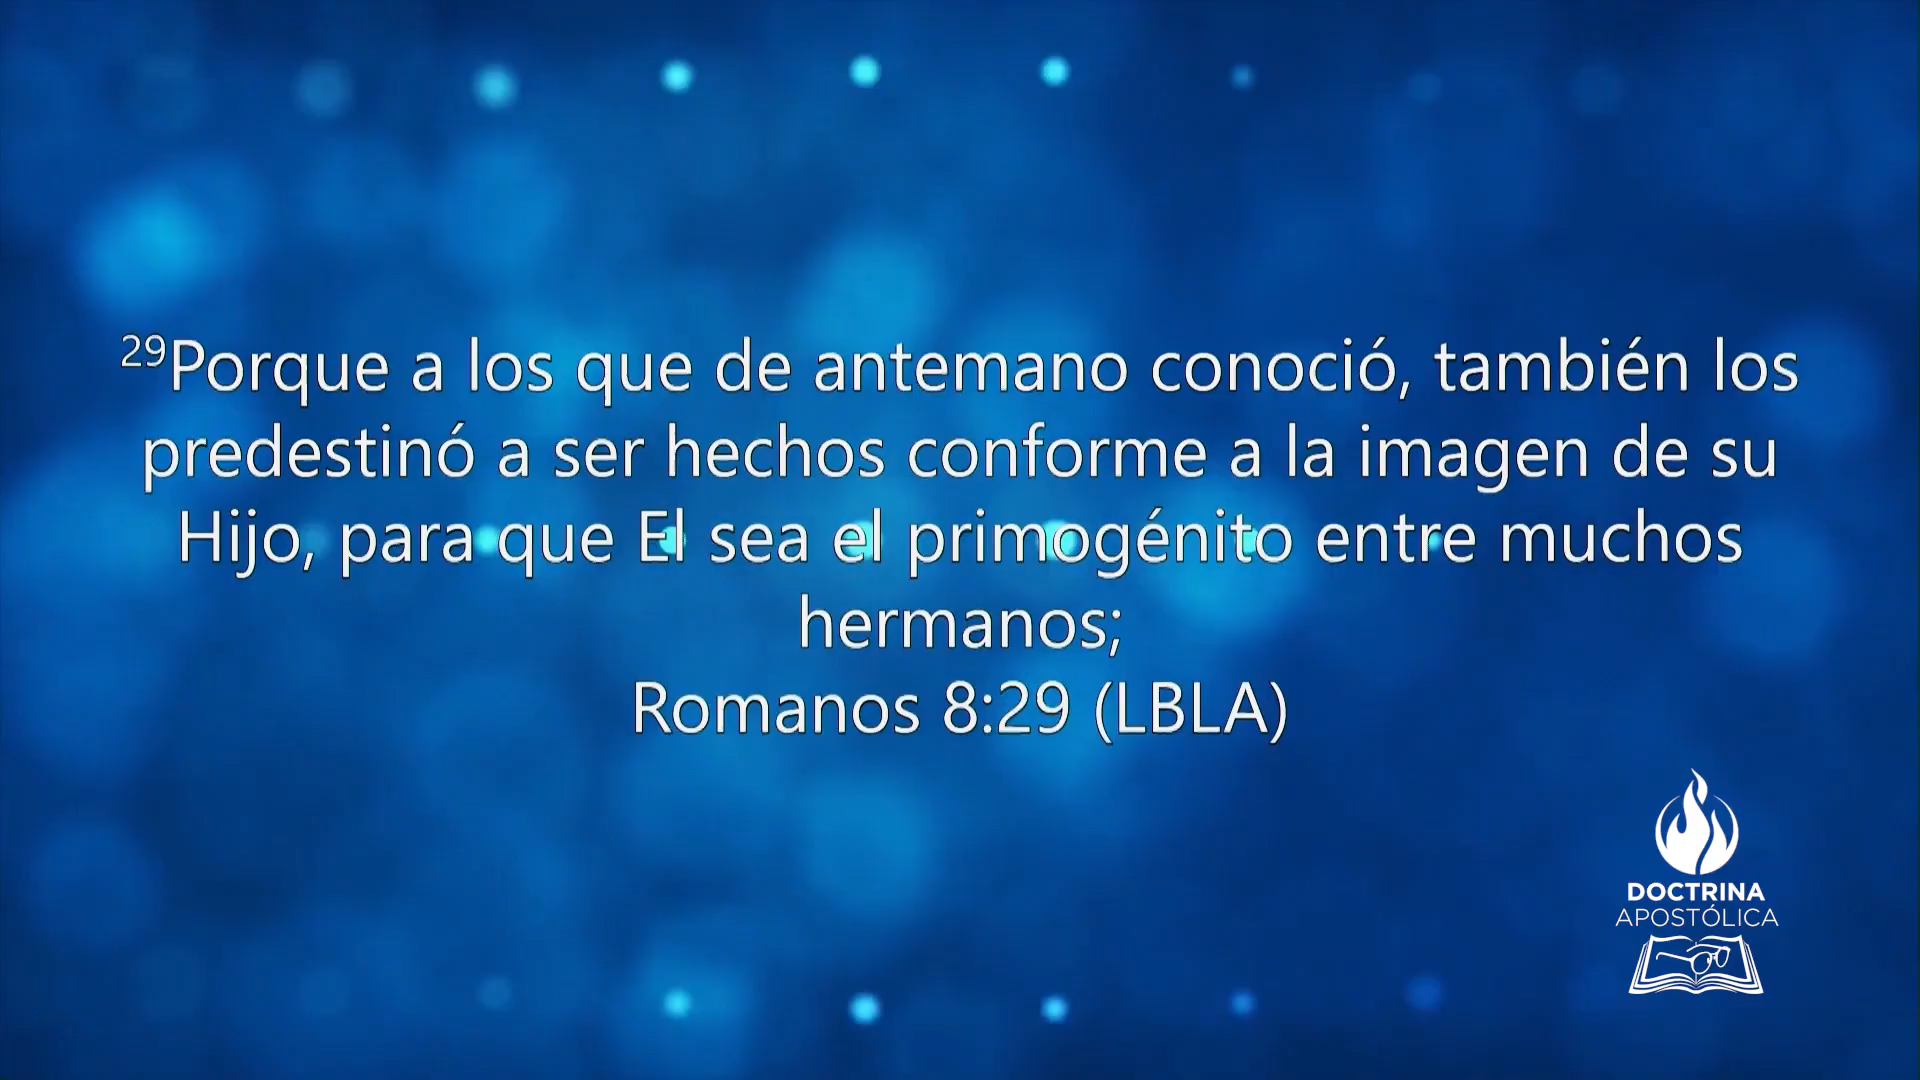 29Porque a los que de antemano conoció, también los
predestinó a ser hechos conforme a la imagen de su
Hijo, para que El sea el primogénito entre muchos
hermanos;
Romanos 8:29 (LBLA)
DOCTRINA
APOSTÓLICA